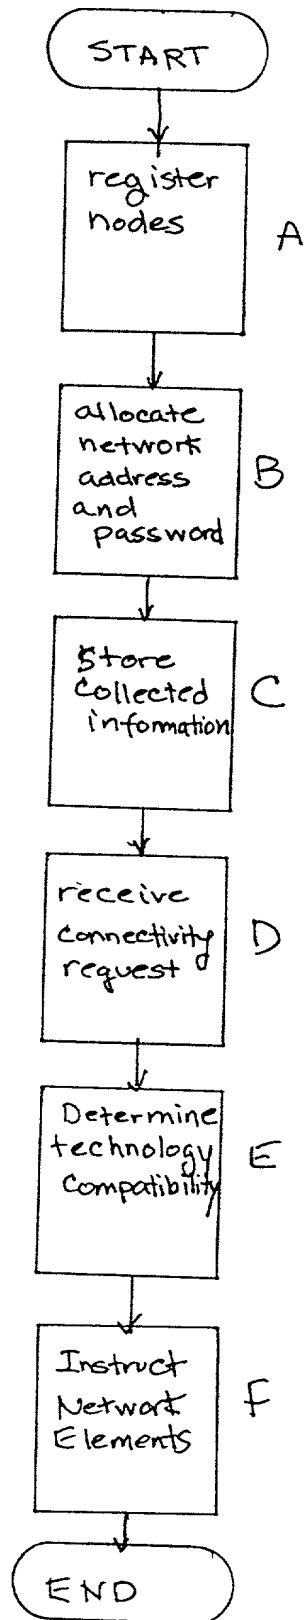 START
register
nodes
A
allocate
network
address
and
password
B
Store
Collected
information
C
receive
connectivity
request
D
Determine
technology
Compatibility
E
Instruct
Network
Elements
F
END